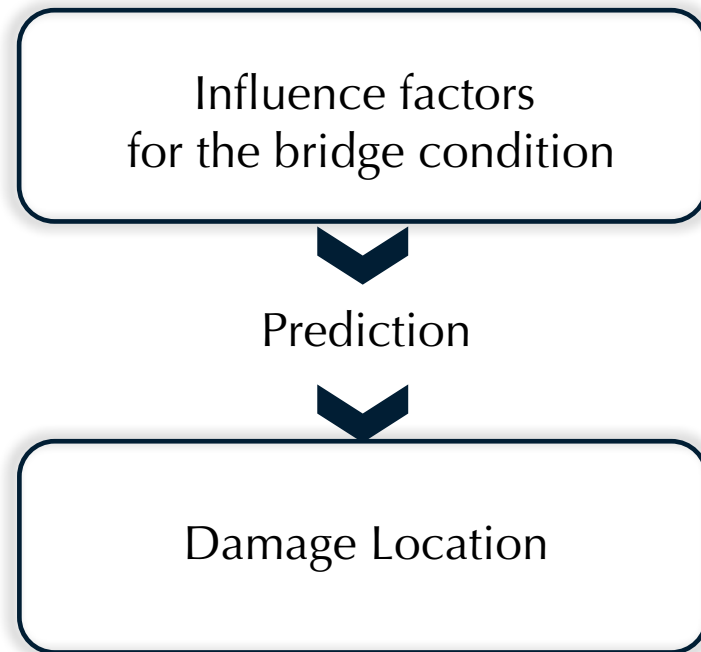 Influence factors
for the bridge condition
Prediction
Damage Location